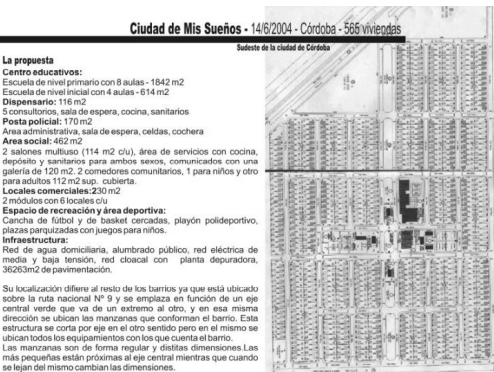 Ciudad de Mis Sueños - 14/6/2004 - Córdoba - 565 viviendas
Sudeste de la ciudad de Córdoba
La propuesta
Centro educativos:
Escuela de nivel primario con 8 aulas - 1842 m2
Escuela de nivel inicial con 4 aulas - 614 m2
Dispensario: 116 m2
5 consultorios, sala de espera, cocina, sanitarios
Posta policial: 170 m2
Area administrativa, sala de espera, celdas, cochera
Area social: 462 m2
2 salones multiuso (114 m2 c/u), área de servicios con cocina,
depósito y sanitarios para ambos sexos, comunicados con una
galería de 120 m2. 2 comedores comunitarios, 1 para niños y otro
para adultos 112 m2 sup. cubierta.
Locales comerciales:230 m2
2 módulos con 6 locales c/u
Espacio de recreación y área deportiva:
Cancha de fútbol y de basket cercadas, playón polideportivo,
plazas parquizadas con juegos para niños.
Infraestructura:
Red de agua domiciliaria, alumbrado público, red eléctrica de
media y baja tensión, red cloacal con planta depuradora,
36263m2 de pavimentación.
Su localización difiere al resto de los barrios ya que está ubicado
sobre la ruta nacional Nº 9 y se emplaza en función de un eje
central verde que va de un extremo al otro, y en esa misma
dirección se ubican las manzanas que conforman el barrio. Esta
estructura se corta por eje en el otro sentido pero en el mismo se
ubican todos los equipamientos con los que cuenta el barrio.
Las manzanas son de forma regular y distitas dimensiones.Las
más pequeñas están próximas al eje central mientras que cuando
se lejan del mismo cambian las dimensiones.